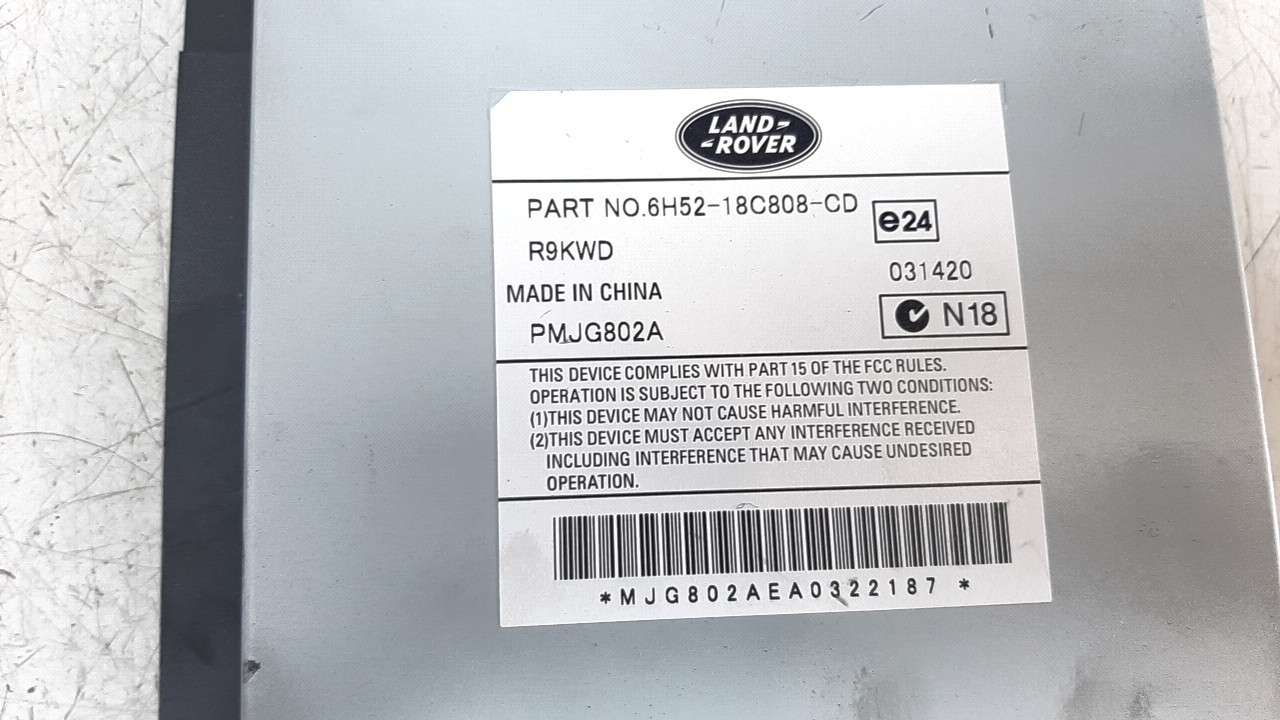 LAND-
-ROVER
PART NO.6H52-18C808-CD
e24
R9KWD
031420
MADE IN CHINA
N18
PMJG802A
THIS DEVICE COMPLIES WITH PART 15 OF THE FCC RULES.
OPERATION IS SUBJECT TO THE FOLLOWING TWO CONDITIONS:
(1)THIS DEVICE MAY NOT CAUSE HARMFUL INTERFERENCE.
(2)THIS DEVICE MUST ACCEPT ANY INTERFERENCE RECEIVED
INCLUDING INTERFERENCE THAT MAY CAUSE UNDESIRED
OPERATION.
*MJG802AEA0322187*